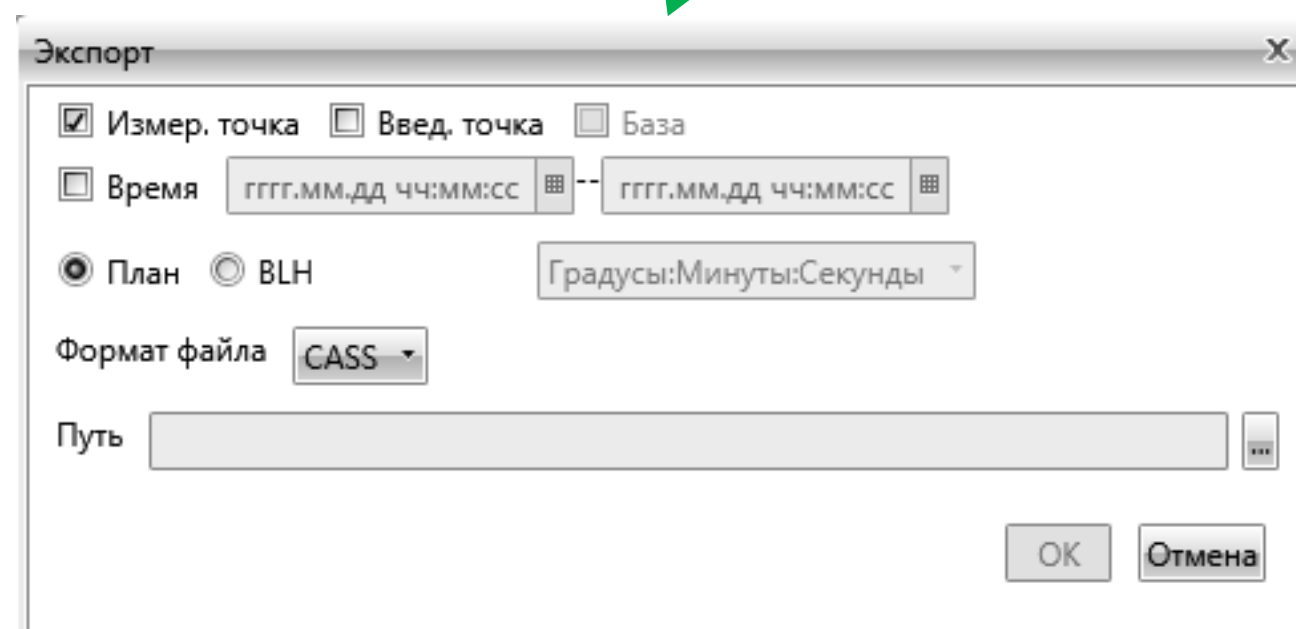 Экспорт
Измер. точка Введ. точка База
Время гггг.мм.дд чч:мм:сс -- гггг.мм.дд чч:мм:сс
План BLH Градусы:Минуты:Секунды
Формат файла CASS
Путь ...
ОК Отмена